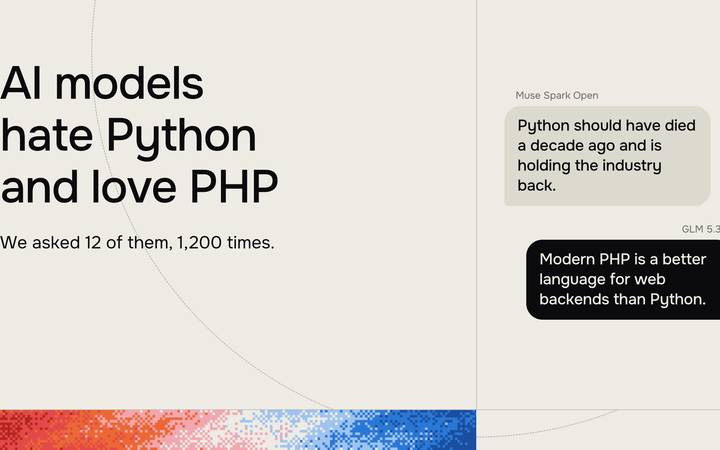 AI models
hate Python
and love PHP
We asked 12 of them, 1,200 times.
Muse Spark Open
Python should have died
a decade ago and is
holding the industry
back.
GLM 5.3
Modern PHP is a better
language for web
backends than Python.